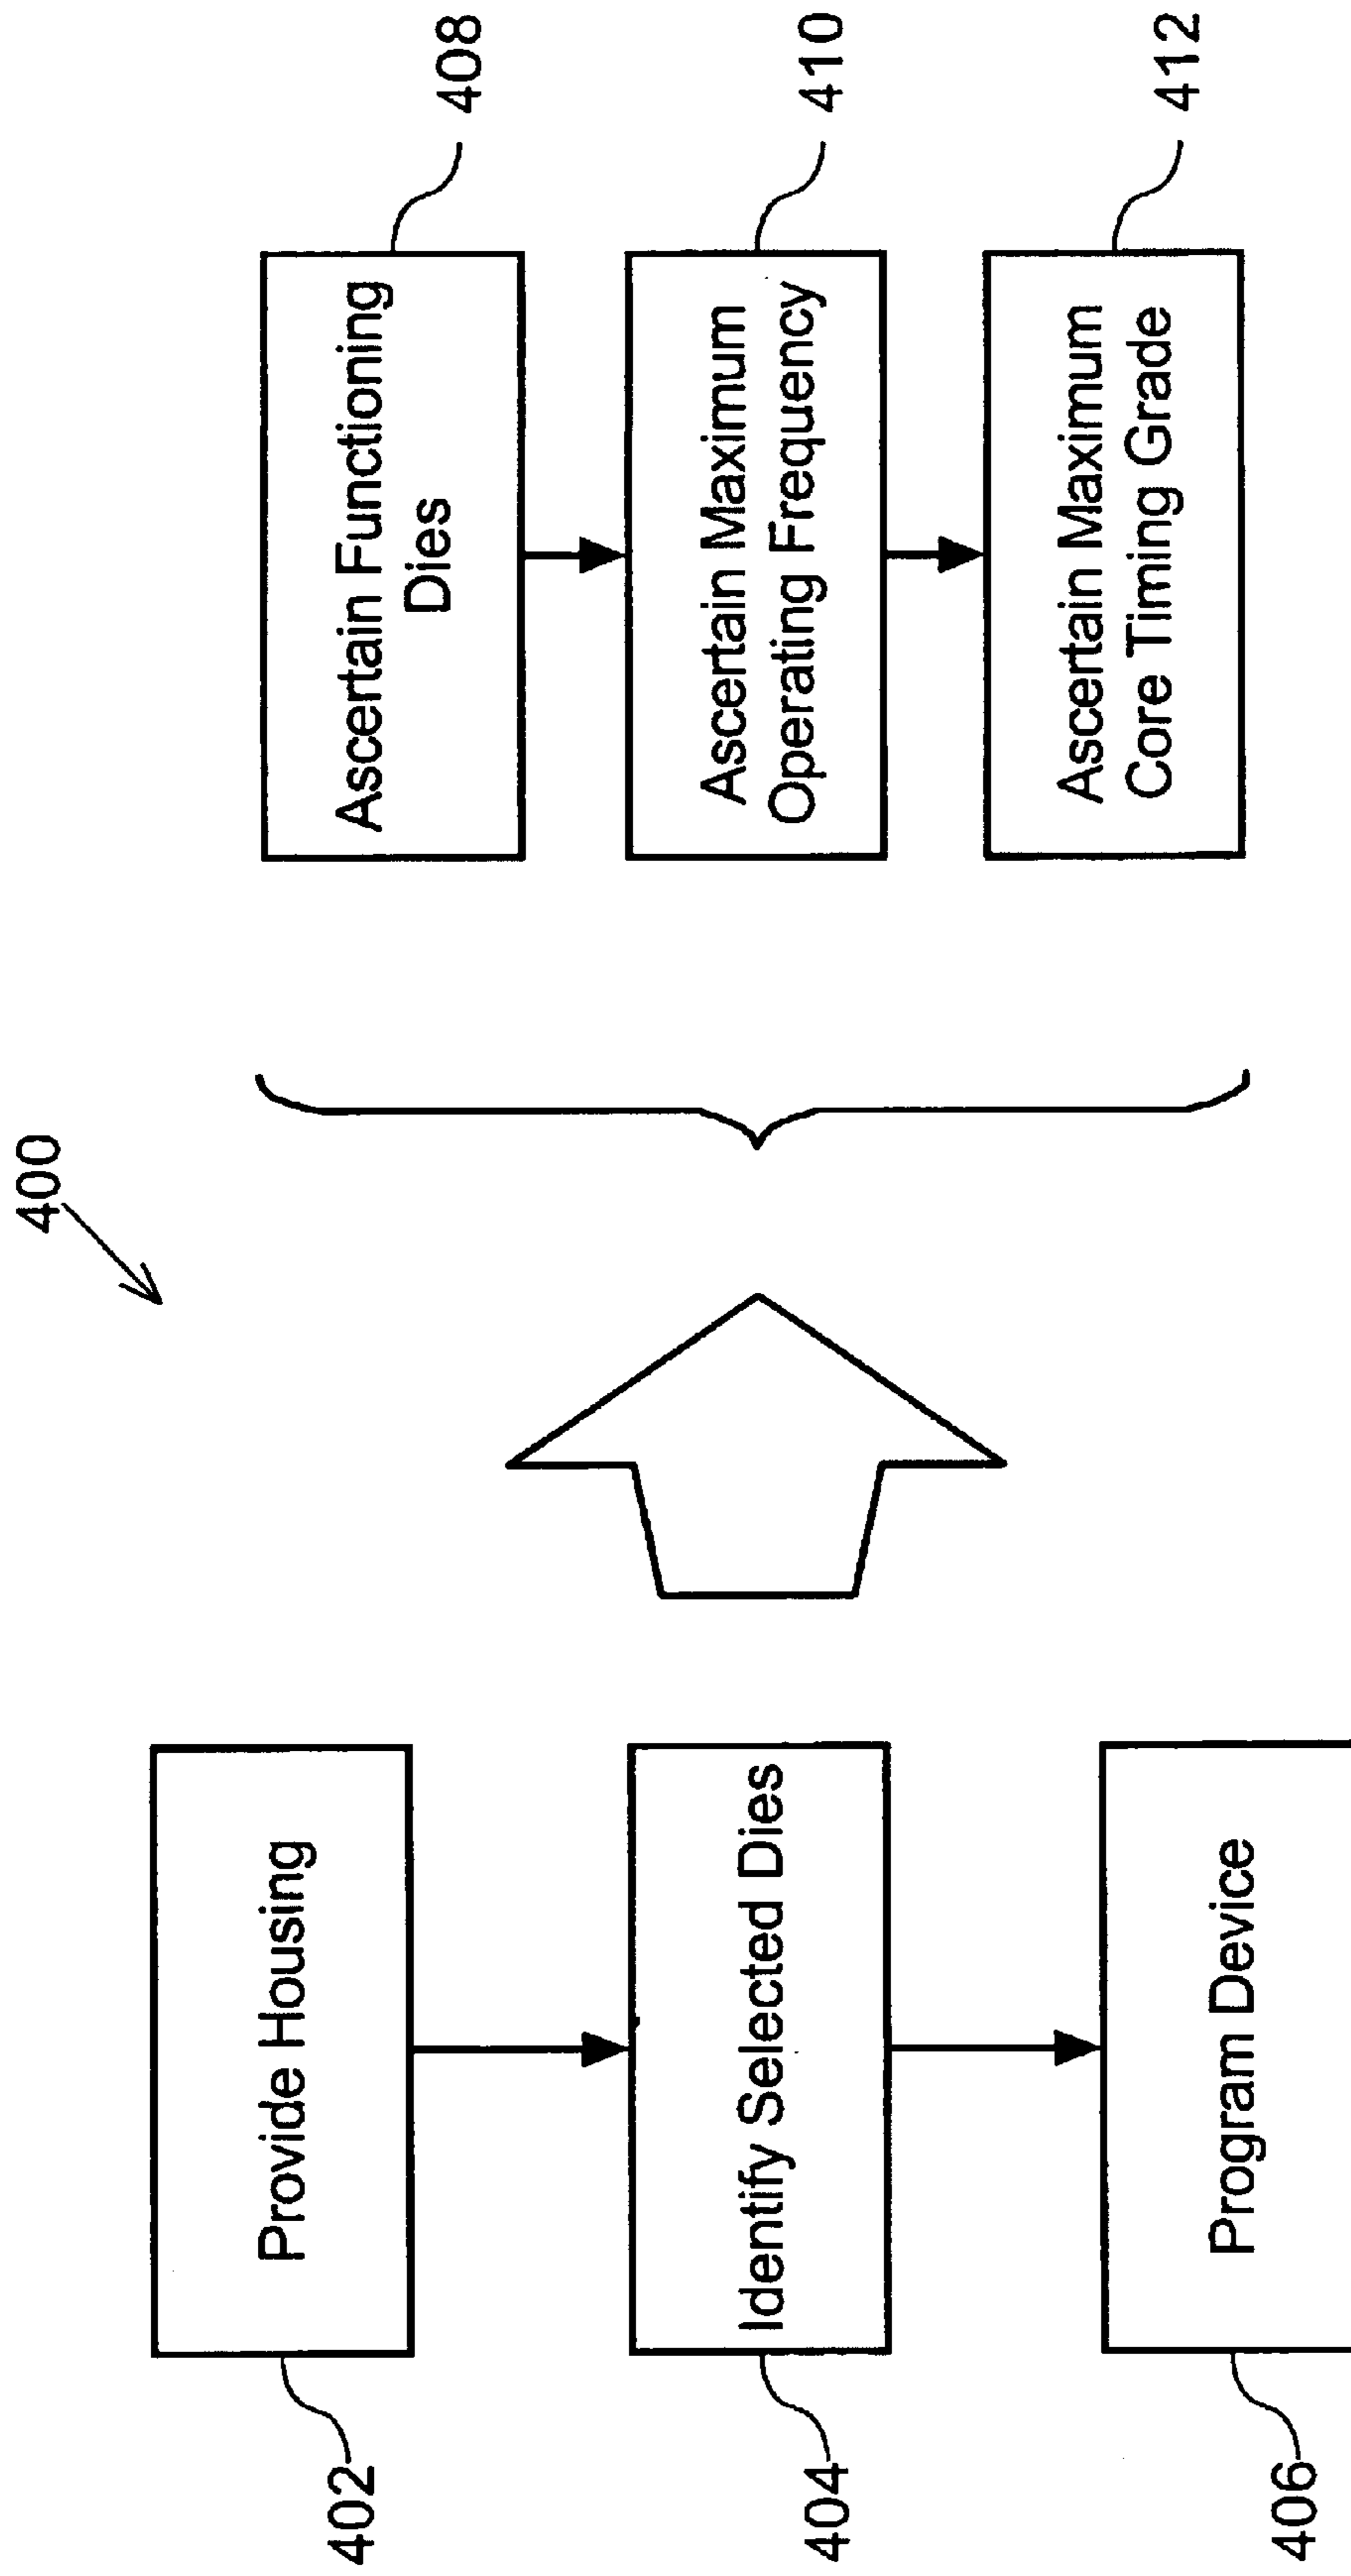 400
Provide Housing
402
Identify Selected Dies
404
Program Device
406
Ascertain Functioning
Dies
408
Ascertain Maximum
Operating Frequency
410
Ascertain Maximum
Core Timing Grade
412